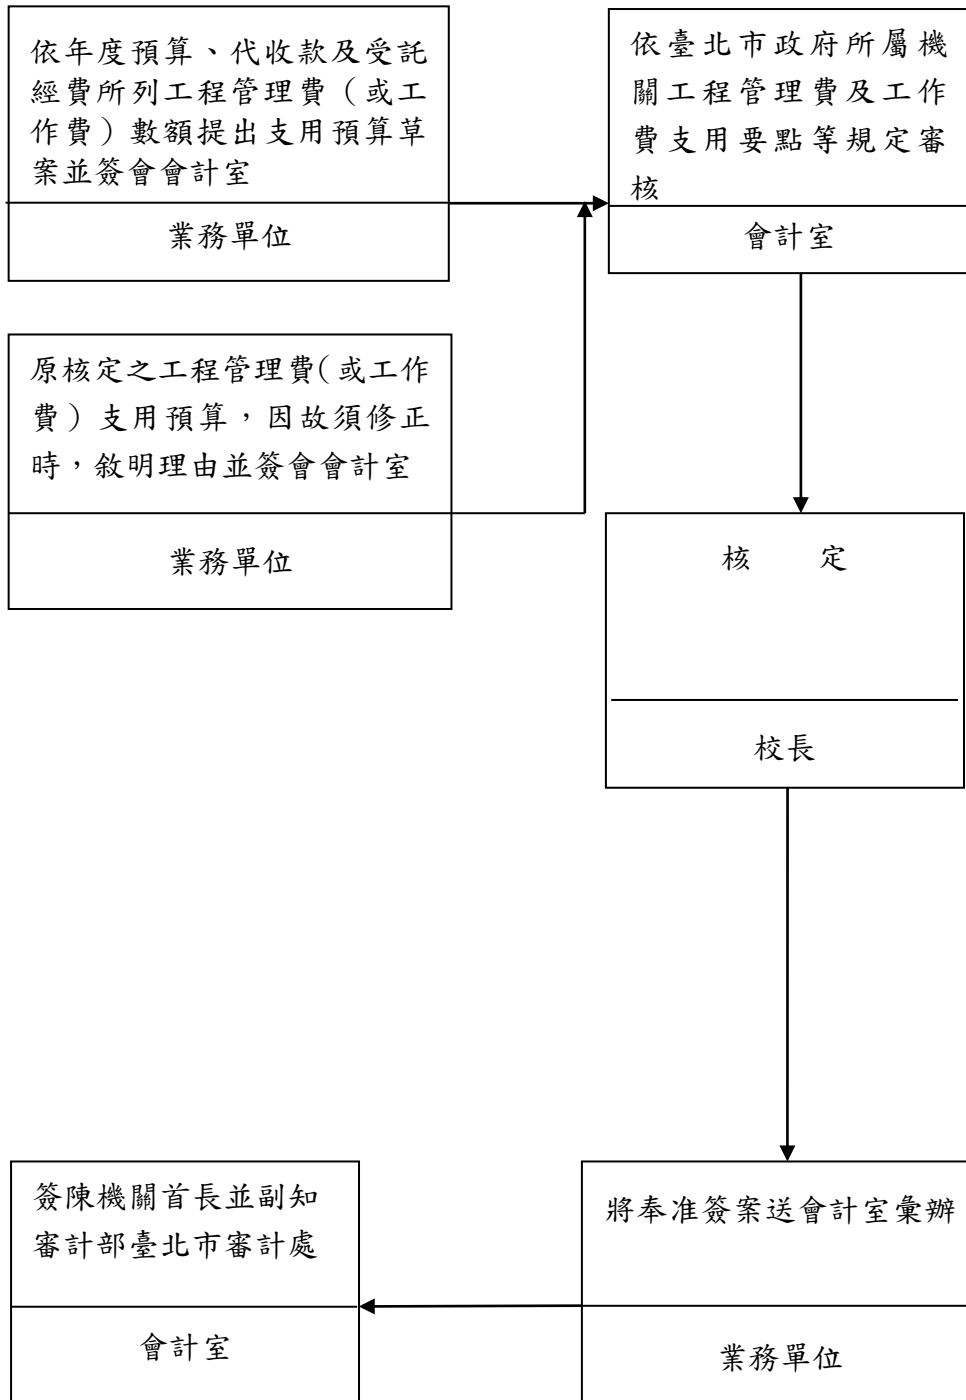 依年度預算、代收款及受託
經費所列工程管理費（或工
作費）數額提出支用預算草
案並簽會會計室
業務單位
依臺北市政府所屬機
關工程管理費及工作
費支用要點等規定審
核
會計室
原核定之工程管理費（或工作
費）支用預算，因故須修正
時，敘明理由並簽會會計室
業務單位
核　　定
校長
將奉准簽案送會計室彙辦
業務單位
簽陳機關首長並副知
審計部臺北市審計處
會計室